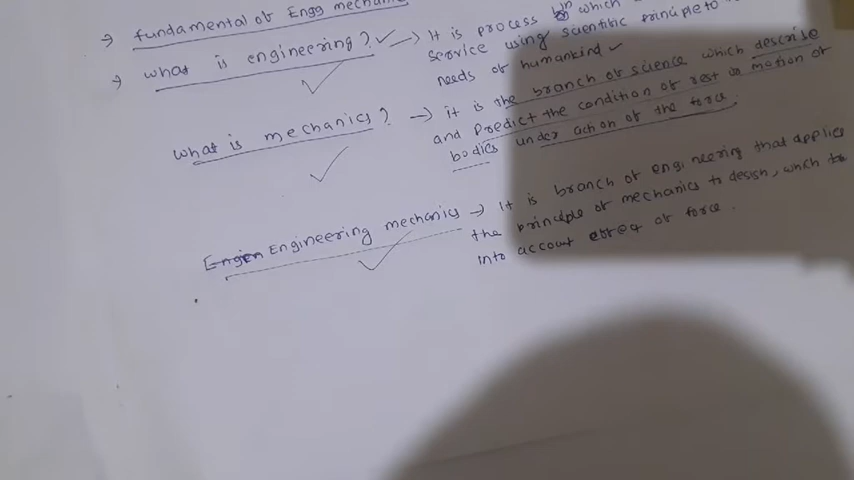 → fundamental of Engg mechanic
→ what is engineering? ✓ → It is process by which
service using scientific principle to
needs of humankind ✓
what is mechanics? → it is the branch of science which describe
and predict the condition of rest or motion of
bodies under action of the force.
Engineering mechanics → It is branch of engineering that applies
the principle of mechanics to design, which
into account effect of force.